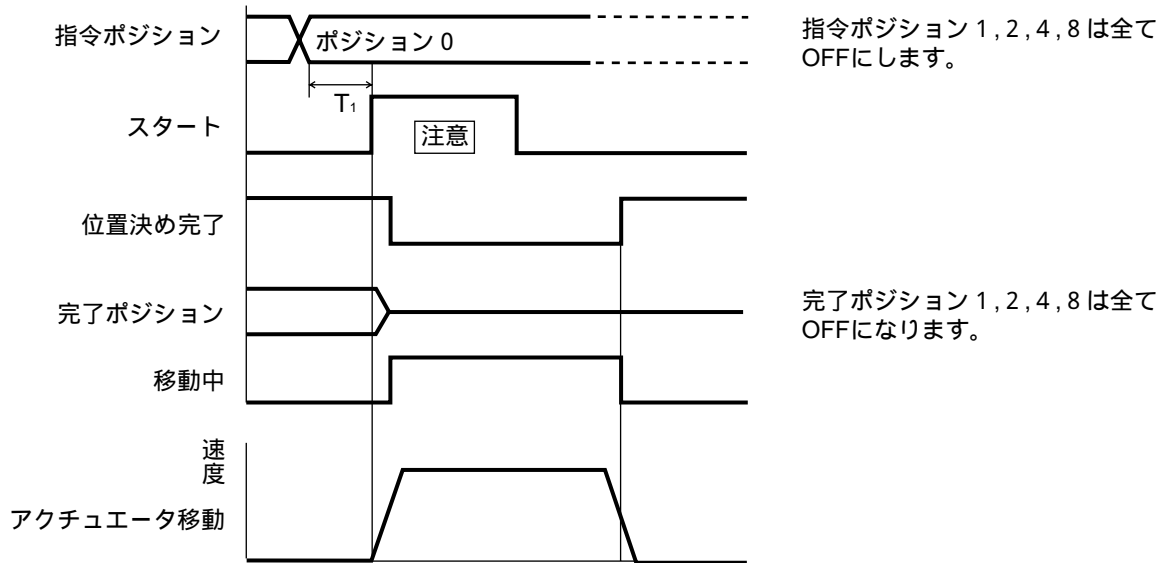 指令ポジション
ポジション 0
指令ポジション 1 , 2 , 4 , 8 は全て
OFFにします。
T1
スタート
注意
位置決め完了
完了ポジション
完了ポジション 1 , 2 , 4 , 8 は全て
OFFになります。
移動中
速度
アクチュエータ移動